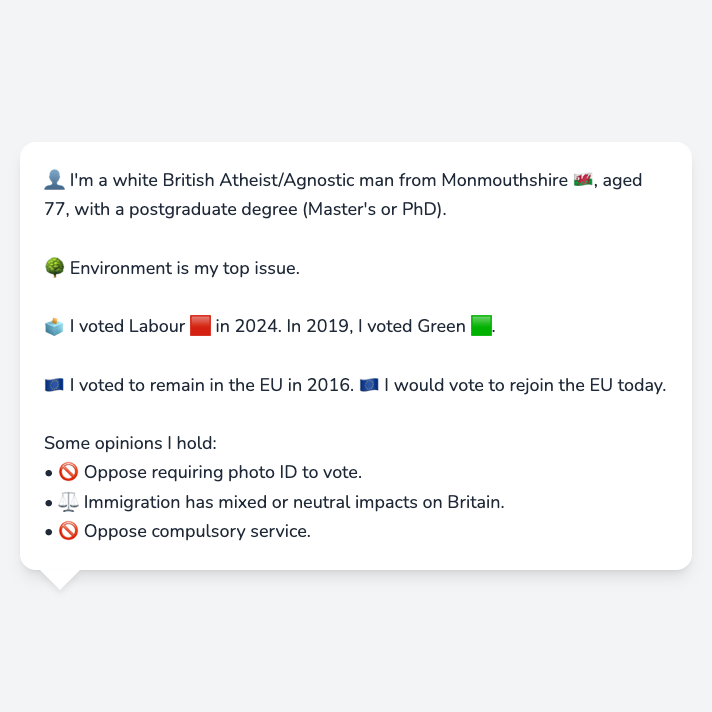 👤 I'm a white British Atheist/Agnostic man from Monmouthshire 🏴󠁧󠁢󠁷󠁬󠁳󠁿, aged
77, with a postgraduate degree (Master's or PhD).
🌳 Environment is my top issue.
🗳️ I voted Labour 🟥 in 2024. In 2019, I voted Green 🟩.
🇪🇺 I voted to remain in the EU in 2016. 🇪🇺 I would vote to rejoin the EU today.
Some opinions I hold:
• 🚫 Oppose requiring photo ID to vote.
• ⚖️ Immigration has mixed or neutral impacts on Britain.
• 🚫 Oppose compulsory service.